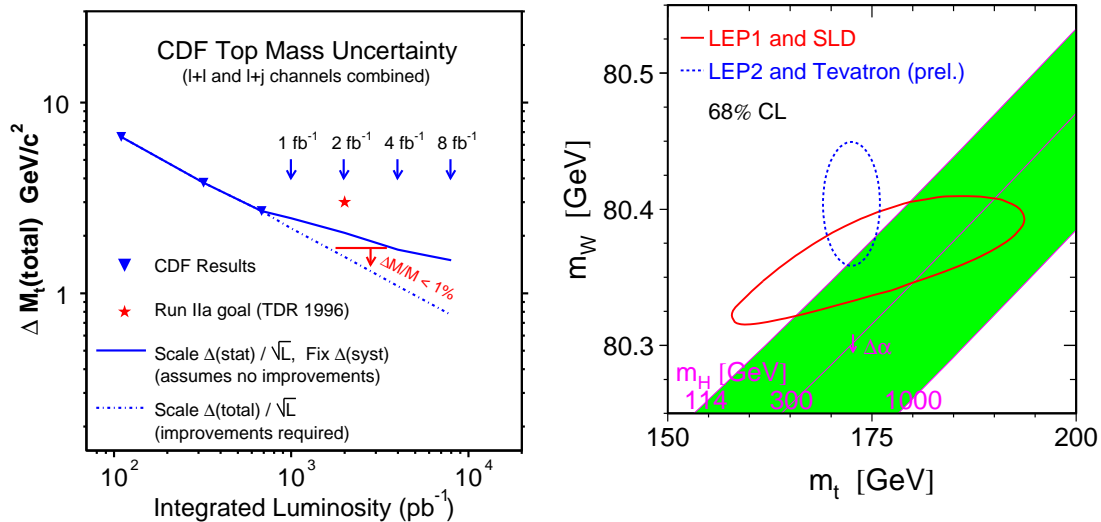 CDF Top Mass Uncertainty
(l+l and l+j channels combined)
10
1 fb⁻¹ 2 fb⁻¹ 4 fb⁻¹ 8 fb⁻¹
Δ Mₜ(total) GeV/c²
CDF Results
ΔM/M < 1%
1
Run IIa goal (TDR 1996)
Scale Δ(stat) / √L, Fix Δ(syst)
(assumes no improvements)
Scale Δ(total) / √L
(improvements required)
10² 10³ 10⁴
Integrated Luminosity (pb⁻¹)
LEP1 and SLD
80.5
LEP2 and Tevatron (prel.)
68% CL
m_W [GeV]
80.4
80.3
Δα
m_H [GeV]
114 300 1000
150 175 200
mₜ [GeV]